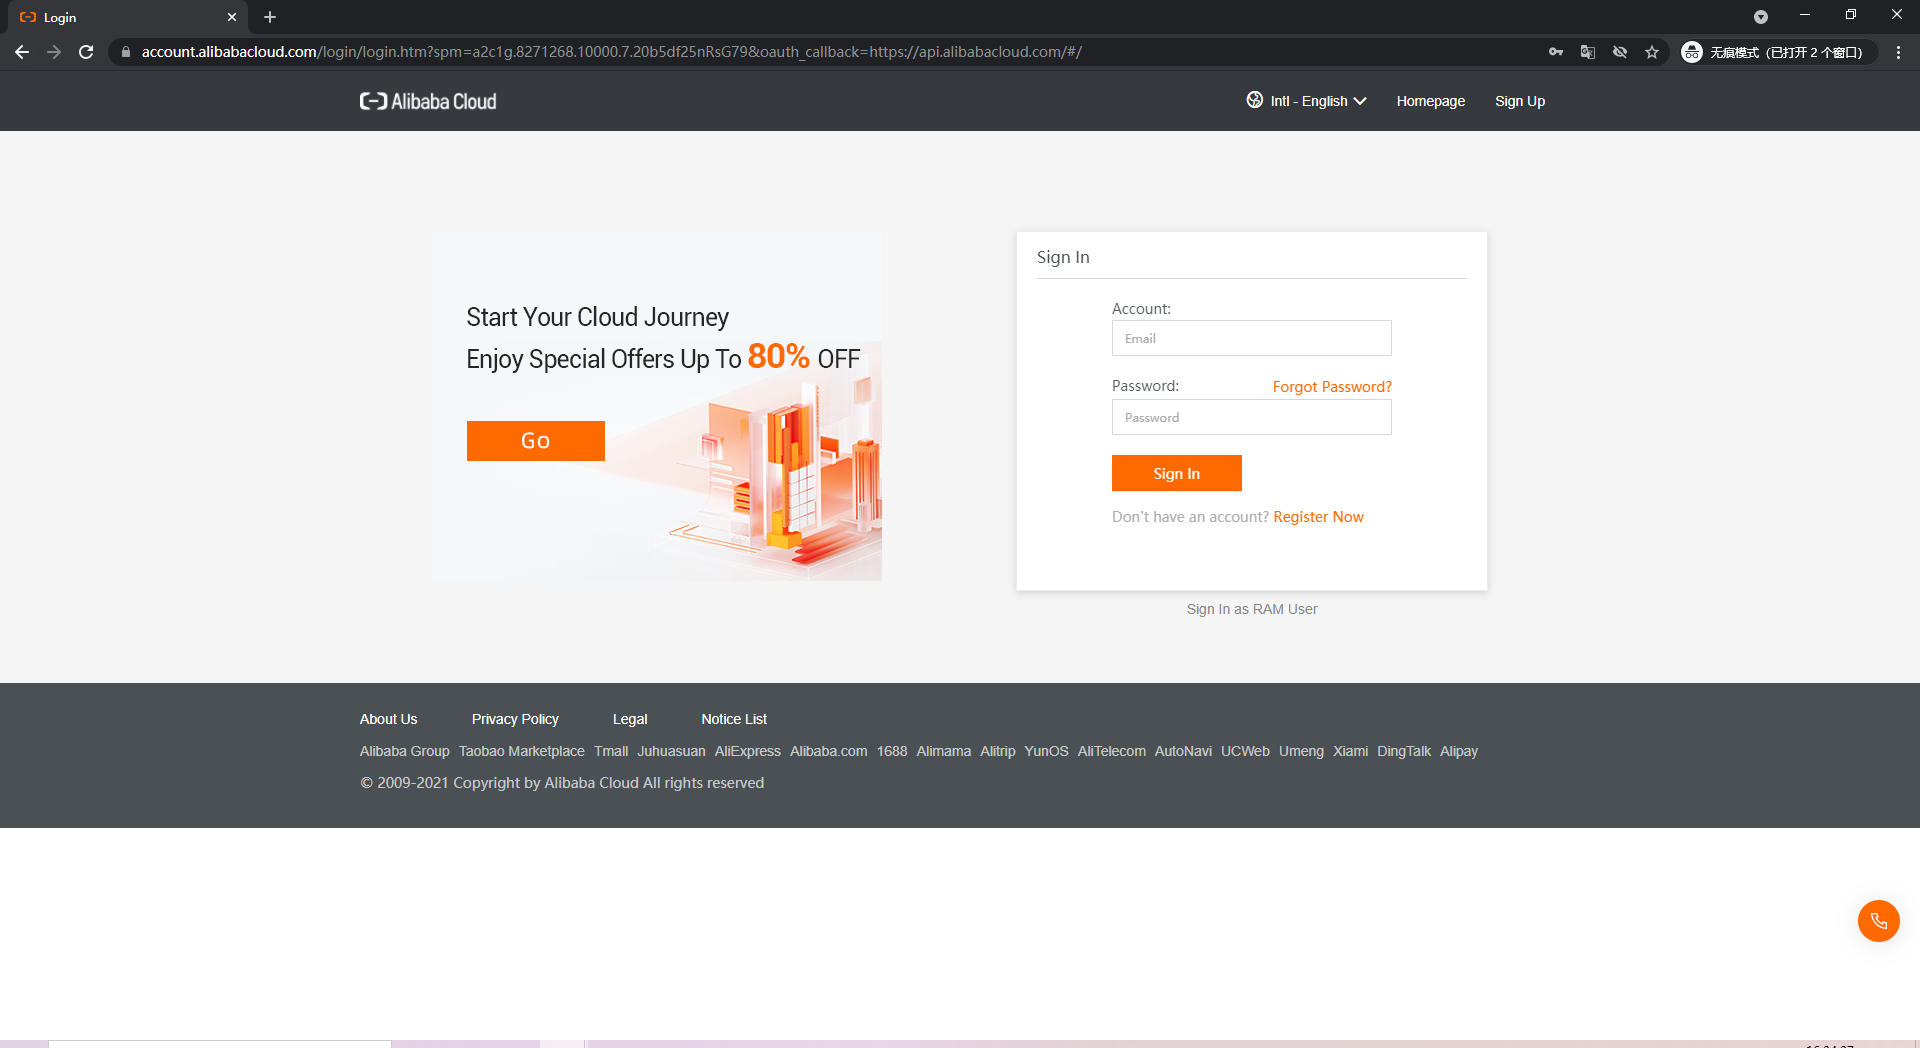 Login
account.alibabacloud.com/login/login.htm?spm=a2c1g.8271268.10000.7.20b5df25nRsG79&oauth_callback=https://api.alibabacloud.com/#/
无痕模式（已打开 2 个窗口）
Alibaba Cloud
Intl - English
Homepage
Sign Up
Start Your Cloud Journey
Enjoy Special Offers Up To 80% OFF
Go
Sign In
Account:
Email
Password:
Forgot Password?
Password
Sign In
Don't have an account? Register Now
Sign In as RAM User
About Us
Privacy Policy
Legal
Notice List
Alibaba Group Taobao Marketplace Tmall Juhuasuan AliExpress Alibaba.com 1688 Alimama Alitrip YunOS AliTelecom AutoNavi UCWeb Umeng Xiami DingTalk Alipay
© 2009-2021 Copyright by Alibaba Cloud All rights reserved